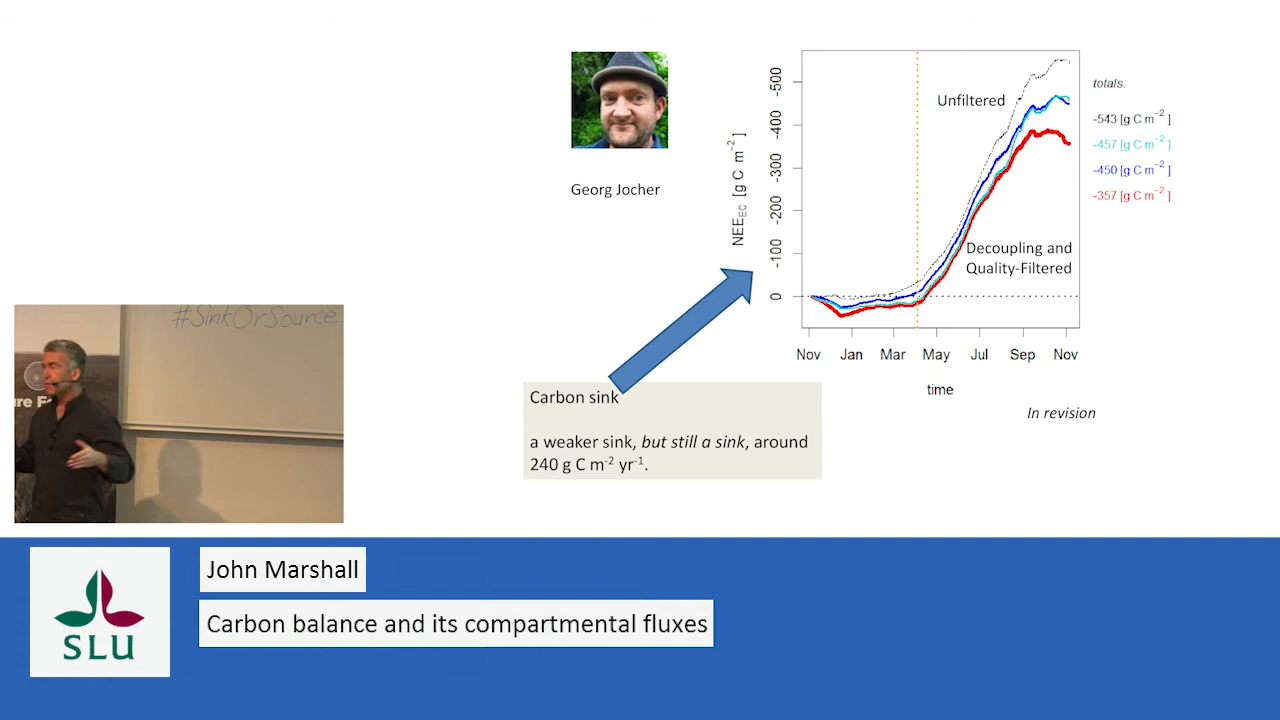 Georg Jocher
NEE EC [g C m⁻²]
-500
-400
-300
-200
-100
0
Unfiltered
Decoupling and
Quality-Filtered
Nov Jan Mar May Jul Sep Nov
time
totals:
-543 [g C m⁻²]
-457 [g C m⁻²]
-450 [g C m⁻²]
-357 [g C m⁻²]
In revision
#SinkOrSource
Carbon sink
a weaker sink, but still a sink, around
240 g C m⁻² yr⁻¹.
SLU
John Marshall
Carbon balance and its compartmental fluxes